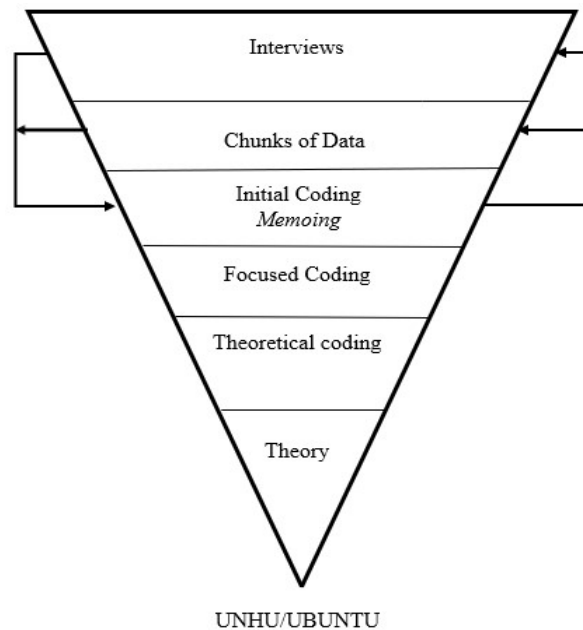 Interviews
Chunks of Data
Initial Coding
Memoing
Focused Coding
Theoretical coding
Theory
UNHU/UBUNTU